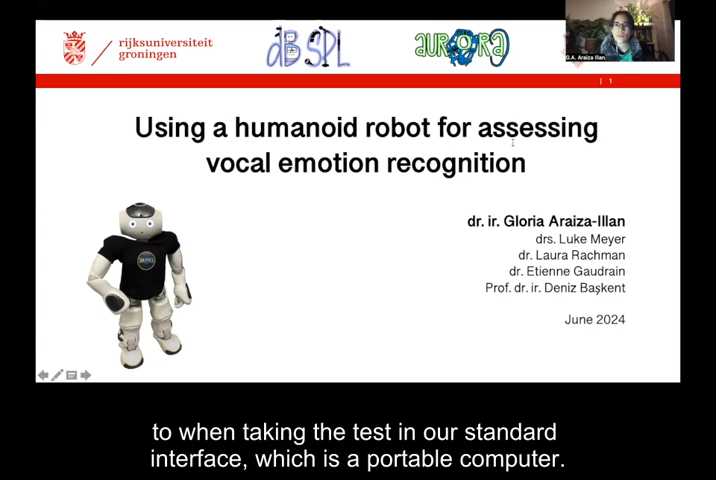 rijksuniversiteit
groningen
dB SPL
aurora
G.A. Araiza Illan
| 1
Using a humanoid robot for assessing
vocal emotion recognition
dr. ir. Gloria Araiza-Illan
drs. Luke Meyer
dr. Laura Rachman
dr. Etienne Gaudrain
Prof. dr. ir. Deniz Başkent
June 2024
to when taking the test in our standard
interface, which is a portable computer.